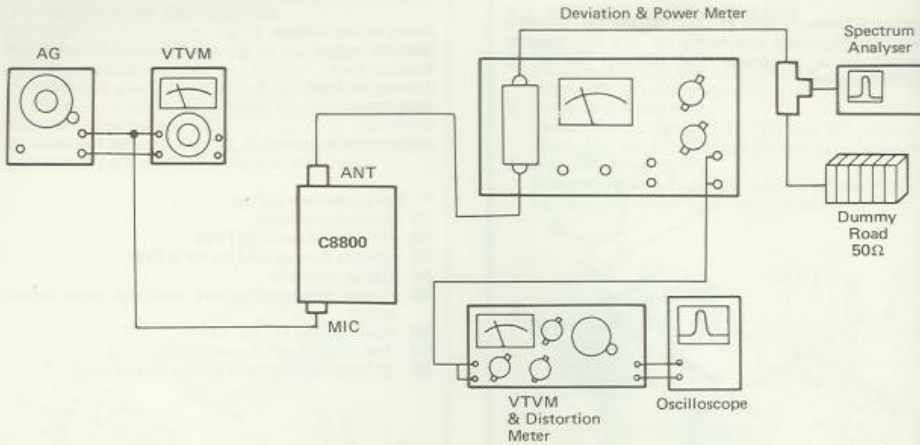 Deviation & Power Meter
Spectrum
Analyser
AG
VTVM
ANT
C8800
MIC
Dummy
Road
50Ω
VTVM
& Distortion
Meter
Oscilloscope